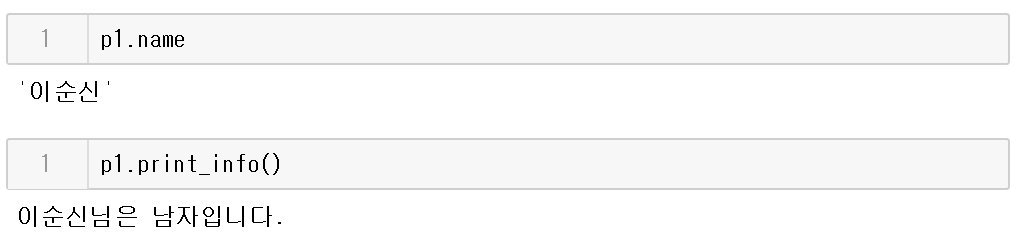 1 p1.name
'이순신'
1 p1.print_info()
이순신님은 남자입니다.